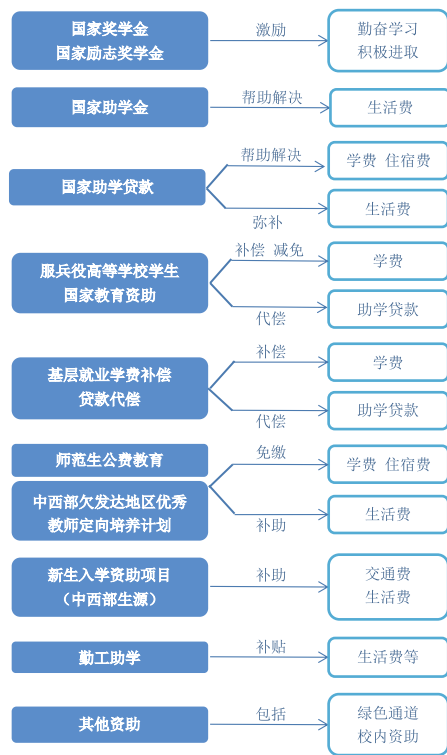 国家奖学金
国家励志奖学金
激励
勤奋学习
积极进取
国家助学金
帮助解决
生活费
国家助学贷款
帮助解决
学费 住宿费
弥补
生活费
服兵役高等学校学生
国家教育资助
补偿 减免
学费
代偿
助学贷款
基层就业学费补偿
贷款代偿
补偿
学费
代偿
助学贷款
师范生公费教育
中西部欠发达地区优秀
教师定向培养计划
免缴
学费 住宿费
补助
生活费
新生入学资助项目
（中西部生源）
补助
交通费
生活费
勤工助学
补贴
生活费等
其他资助
包括
绿色通道
校内资助